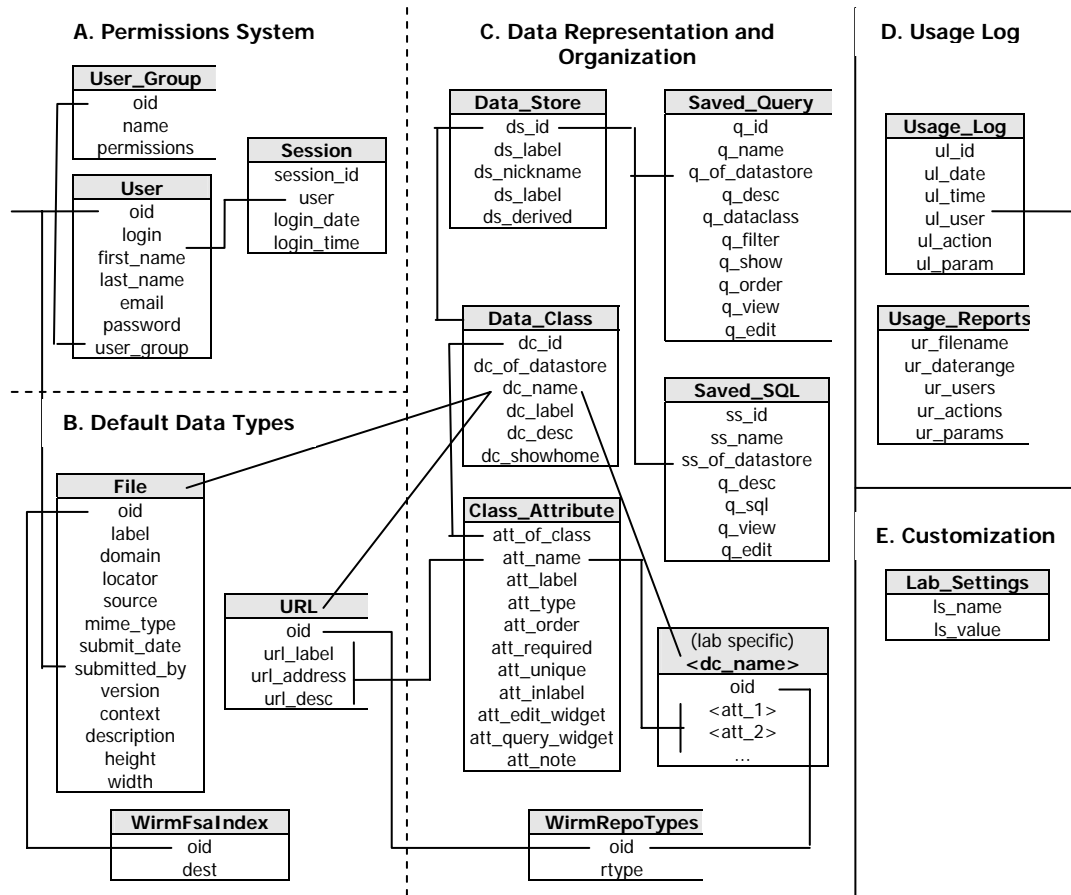 A. Permissions System
User_Group
oid
name
permissions
User
oid
login
first_name
last_name
email
password
user_group
Session
session_id
user
login_date
login_time
B. Default Data Types
File
oid
label
domain
locator
source
mime_type
submit_date
submitted_by
version
context
description
height
width
URL
oid
url_label
url_address
url_desc
WirmFsaIndex
oid
dest
C. Data Representation and
Organization
Data_Store
ds_id
ds_label
ds_nickname
ds_label
ds_derived
Saved_Query
q_id
q_name
q_of_datastore
q_desc
q_dataclass
q_filter
q_show
q_order
q_view
q_edit
Data_Class
dc_id
dc_of_datastore
dc_name
dc_label
dc_desc
dc_showhome
Saved_SQL
ss_id
ss_name
ss_of_datastore
q_desc
q_sql
q_view
q_edit
Class_Attribute
att_of_class
att_name
att_label
att_type
att_order
att_required
att_unique
att_inlabel
att_edit_widget
att_query_widget
att_note
(lab specific)
<dc_name>
oid
<att_1>
<att_2>
...
WirmRepoTypes
oid
rtype
D. Usage Log
Usage_Log
ul_id
ul_date
ul_time
ul_user
ul_action
ul_param
Usage_Reports
ur_filename
ur_daterange
ur_users
ur_actions
ur_params
E. Customization
Lab_Settings
ls_name
ls_value